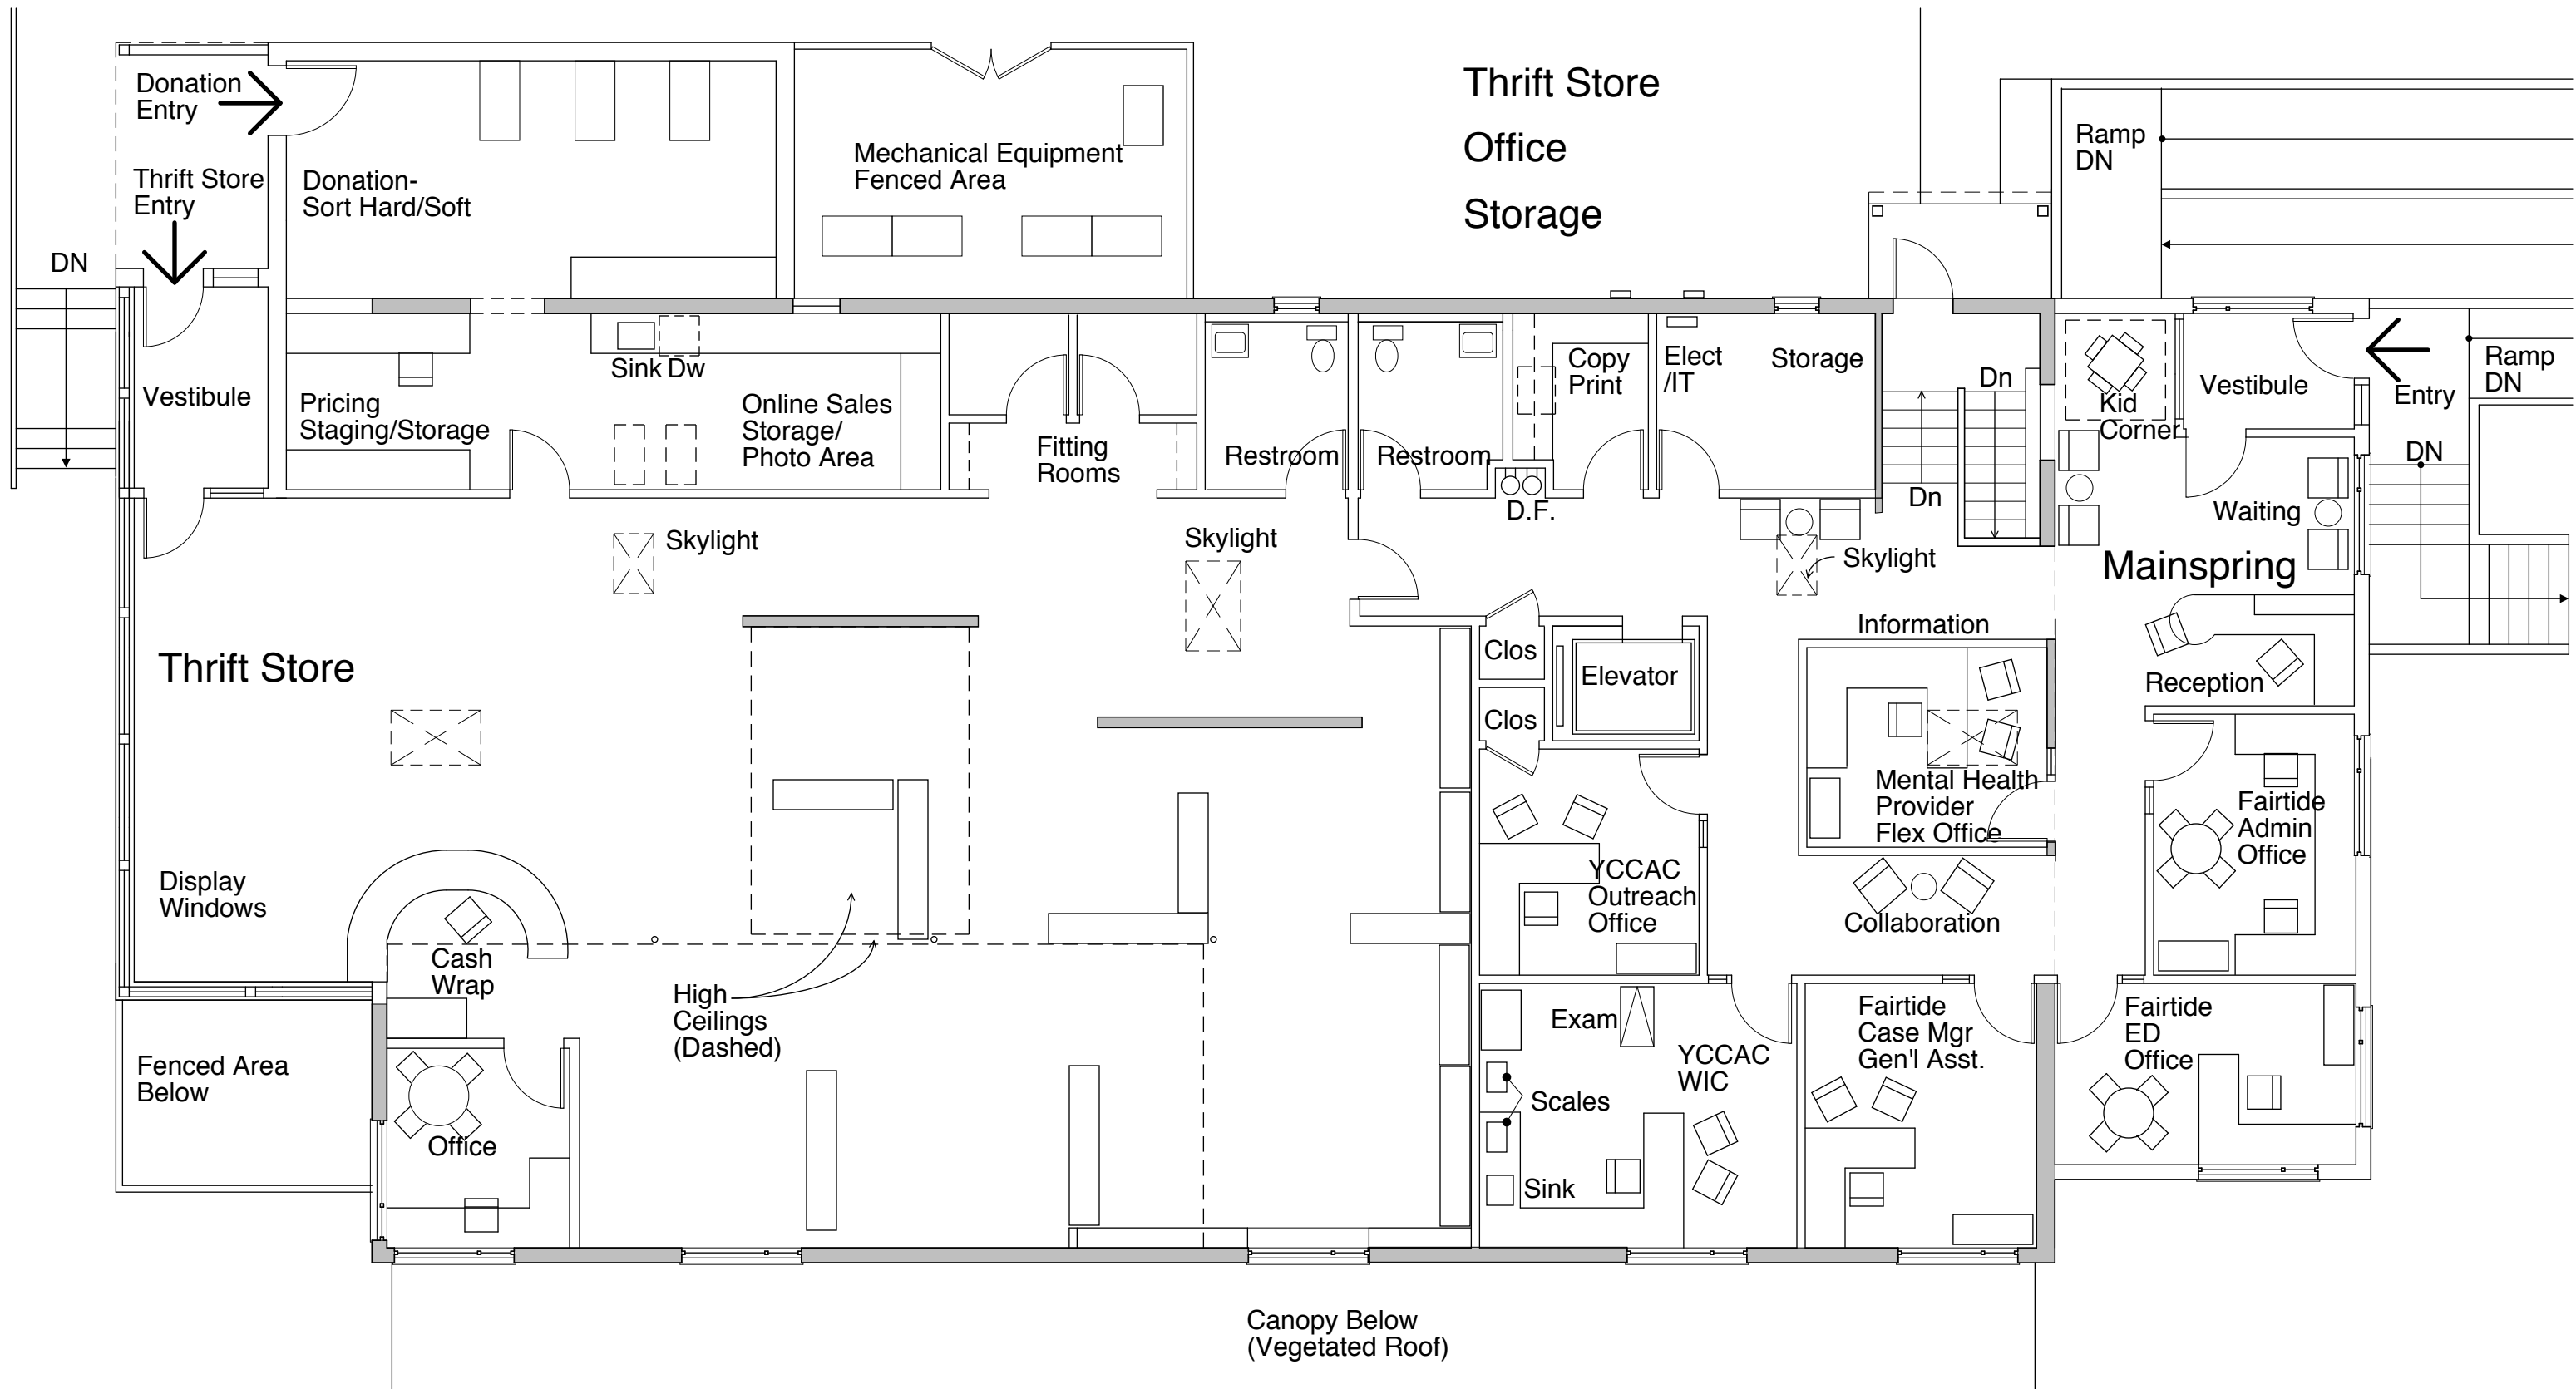 Donation
Entry
Thrift Store
Entry
DN
Donation-
Sort Hard/Soft
Mechanical Equipment
Fenced Area
Thrift Store
Office
Storage
Ramp
DN
Vestibule
Pricing
Staging/Storage
Sink Dw
Online Sales
Storage/
Photo Area
Fitting
Rooms
Restroom
Restroom
D.F.
Copy
Print
Elect
/IT
Storage
Dn
Dn
Kid
Corner
Vestibule
Entry
Ramp
DN
DN
Waiting
Mainspring
Skylight
Skylight
Skylight
Information
Thrift Store
Clos
Clos
Elevator
Reception
Mental Health
Provider
Flex Office
Fairtide
Admin
Office
Display
Windows
Cash
Wrap
High
Ceilings
(Dashed)
YCCAC
Outreach
Office
Collaboration
Fenced Area
Below
Office
Exam
YCCAC
WIC
Scales
Sink
Fairtide
Case Mgr
Gen'l Asst.
Fairtide
ED
Office
Canopy Below
(Vegetated Roof)